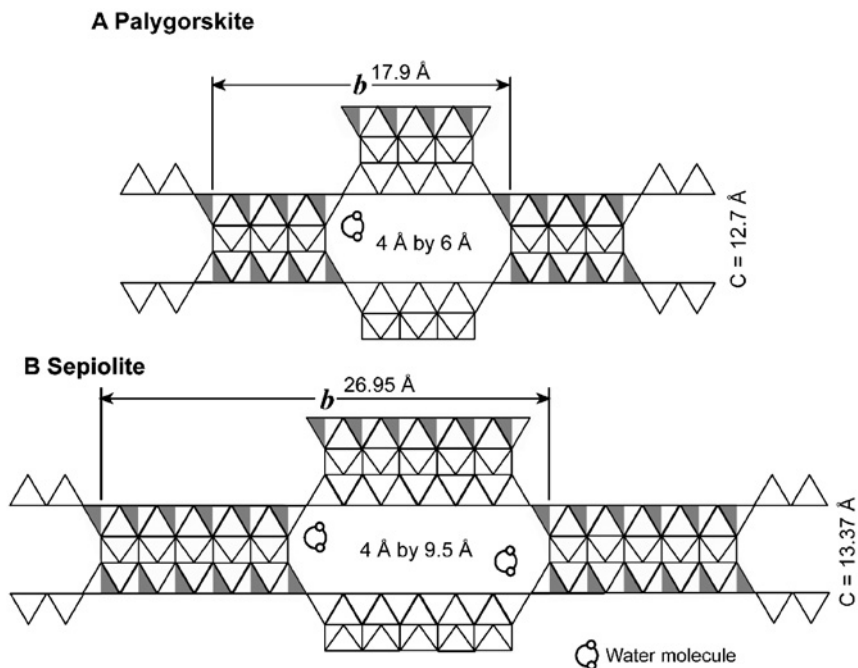 A Palygorskite
b 17.9 Å
4 Å by 6 Å
C = 12.7 Å
B Sepiolite
b 26.95 Å
4 Å by 9.5 Å
C = 13.37 Å
Water molecule